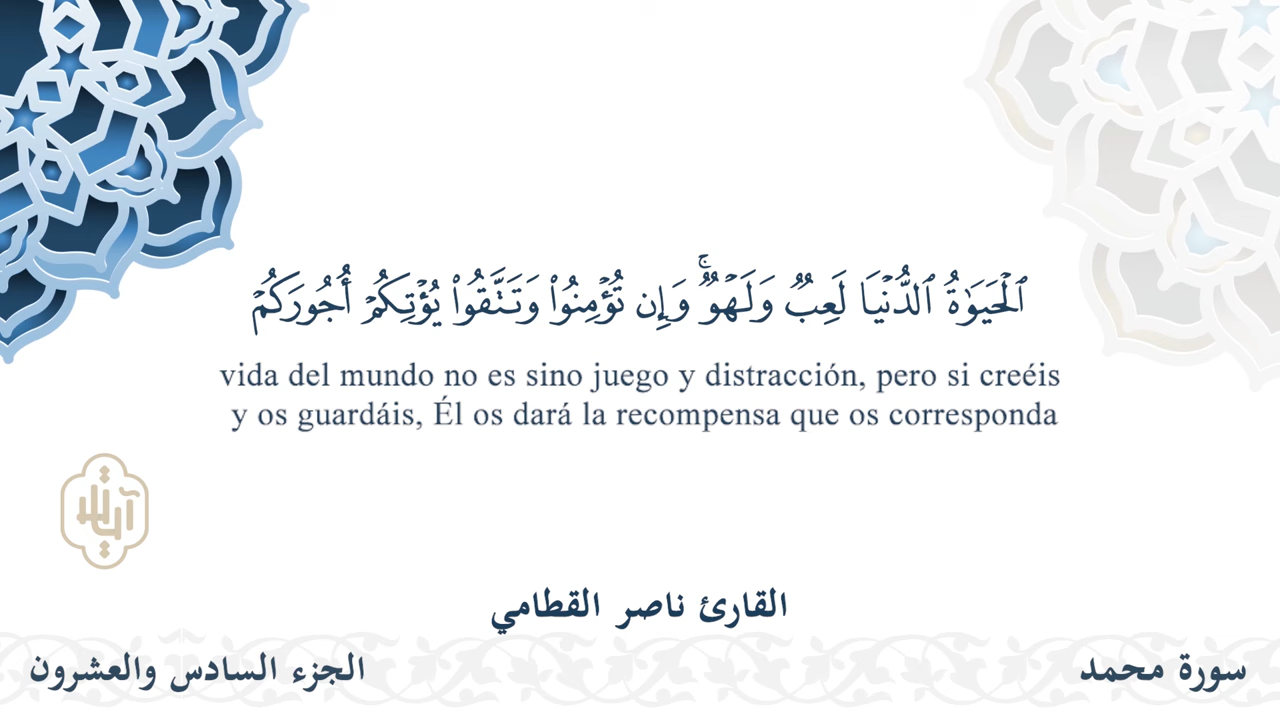 ٱلۡحَيَوٰةُ ٱلدُّنۡيَا لَعِبٞ وَلَهۡوٞۚ وَإِن تُؤۡمِنُواْ وَتَتَّقُواْ يُؤۡتِكُمۡ أُجُورَكُمۡ
vida del mundo no es sino juego y distracción, pero si creéis
y os guardáis, Él os dará la recompensa que os corresponda
القارئ ناصر القطامي
سورة محمد
الجزء السادس والعشرون